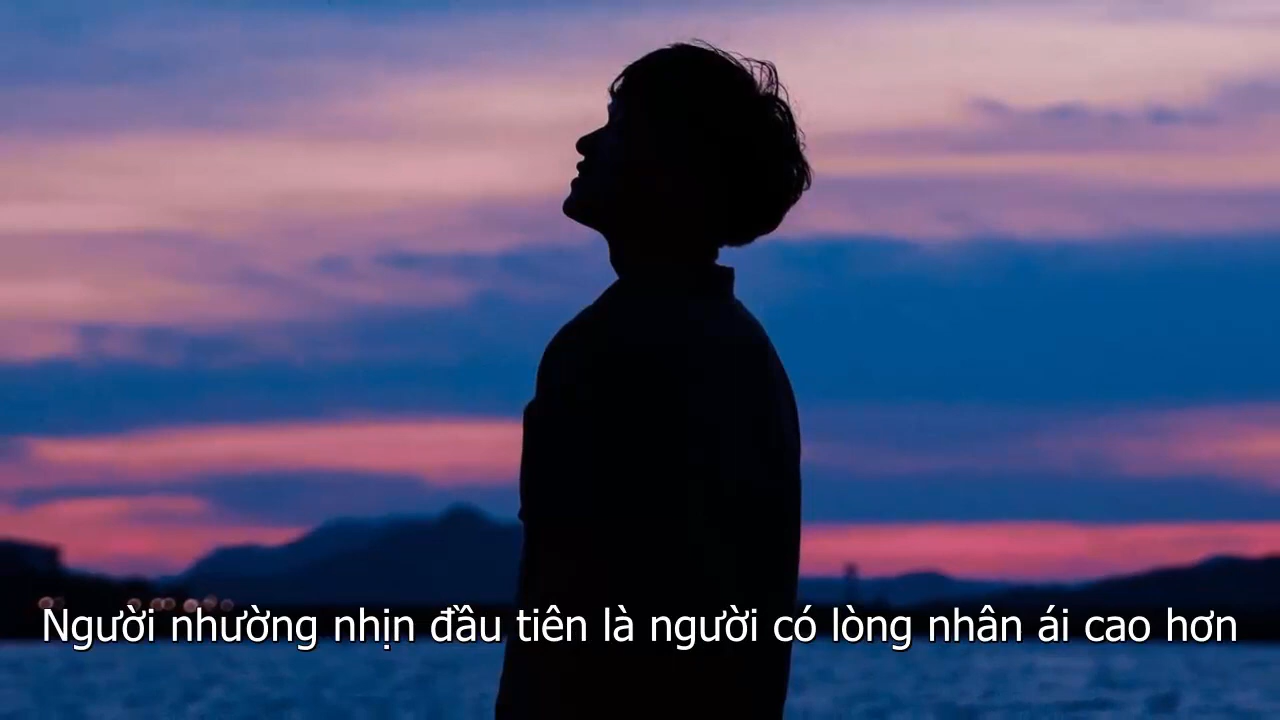 Người nhường nhịn đầu tiên là người có lòng nhân ái cao hơn